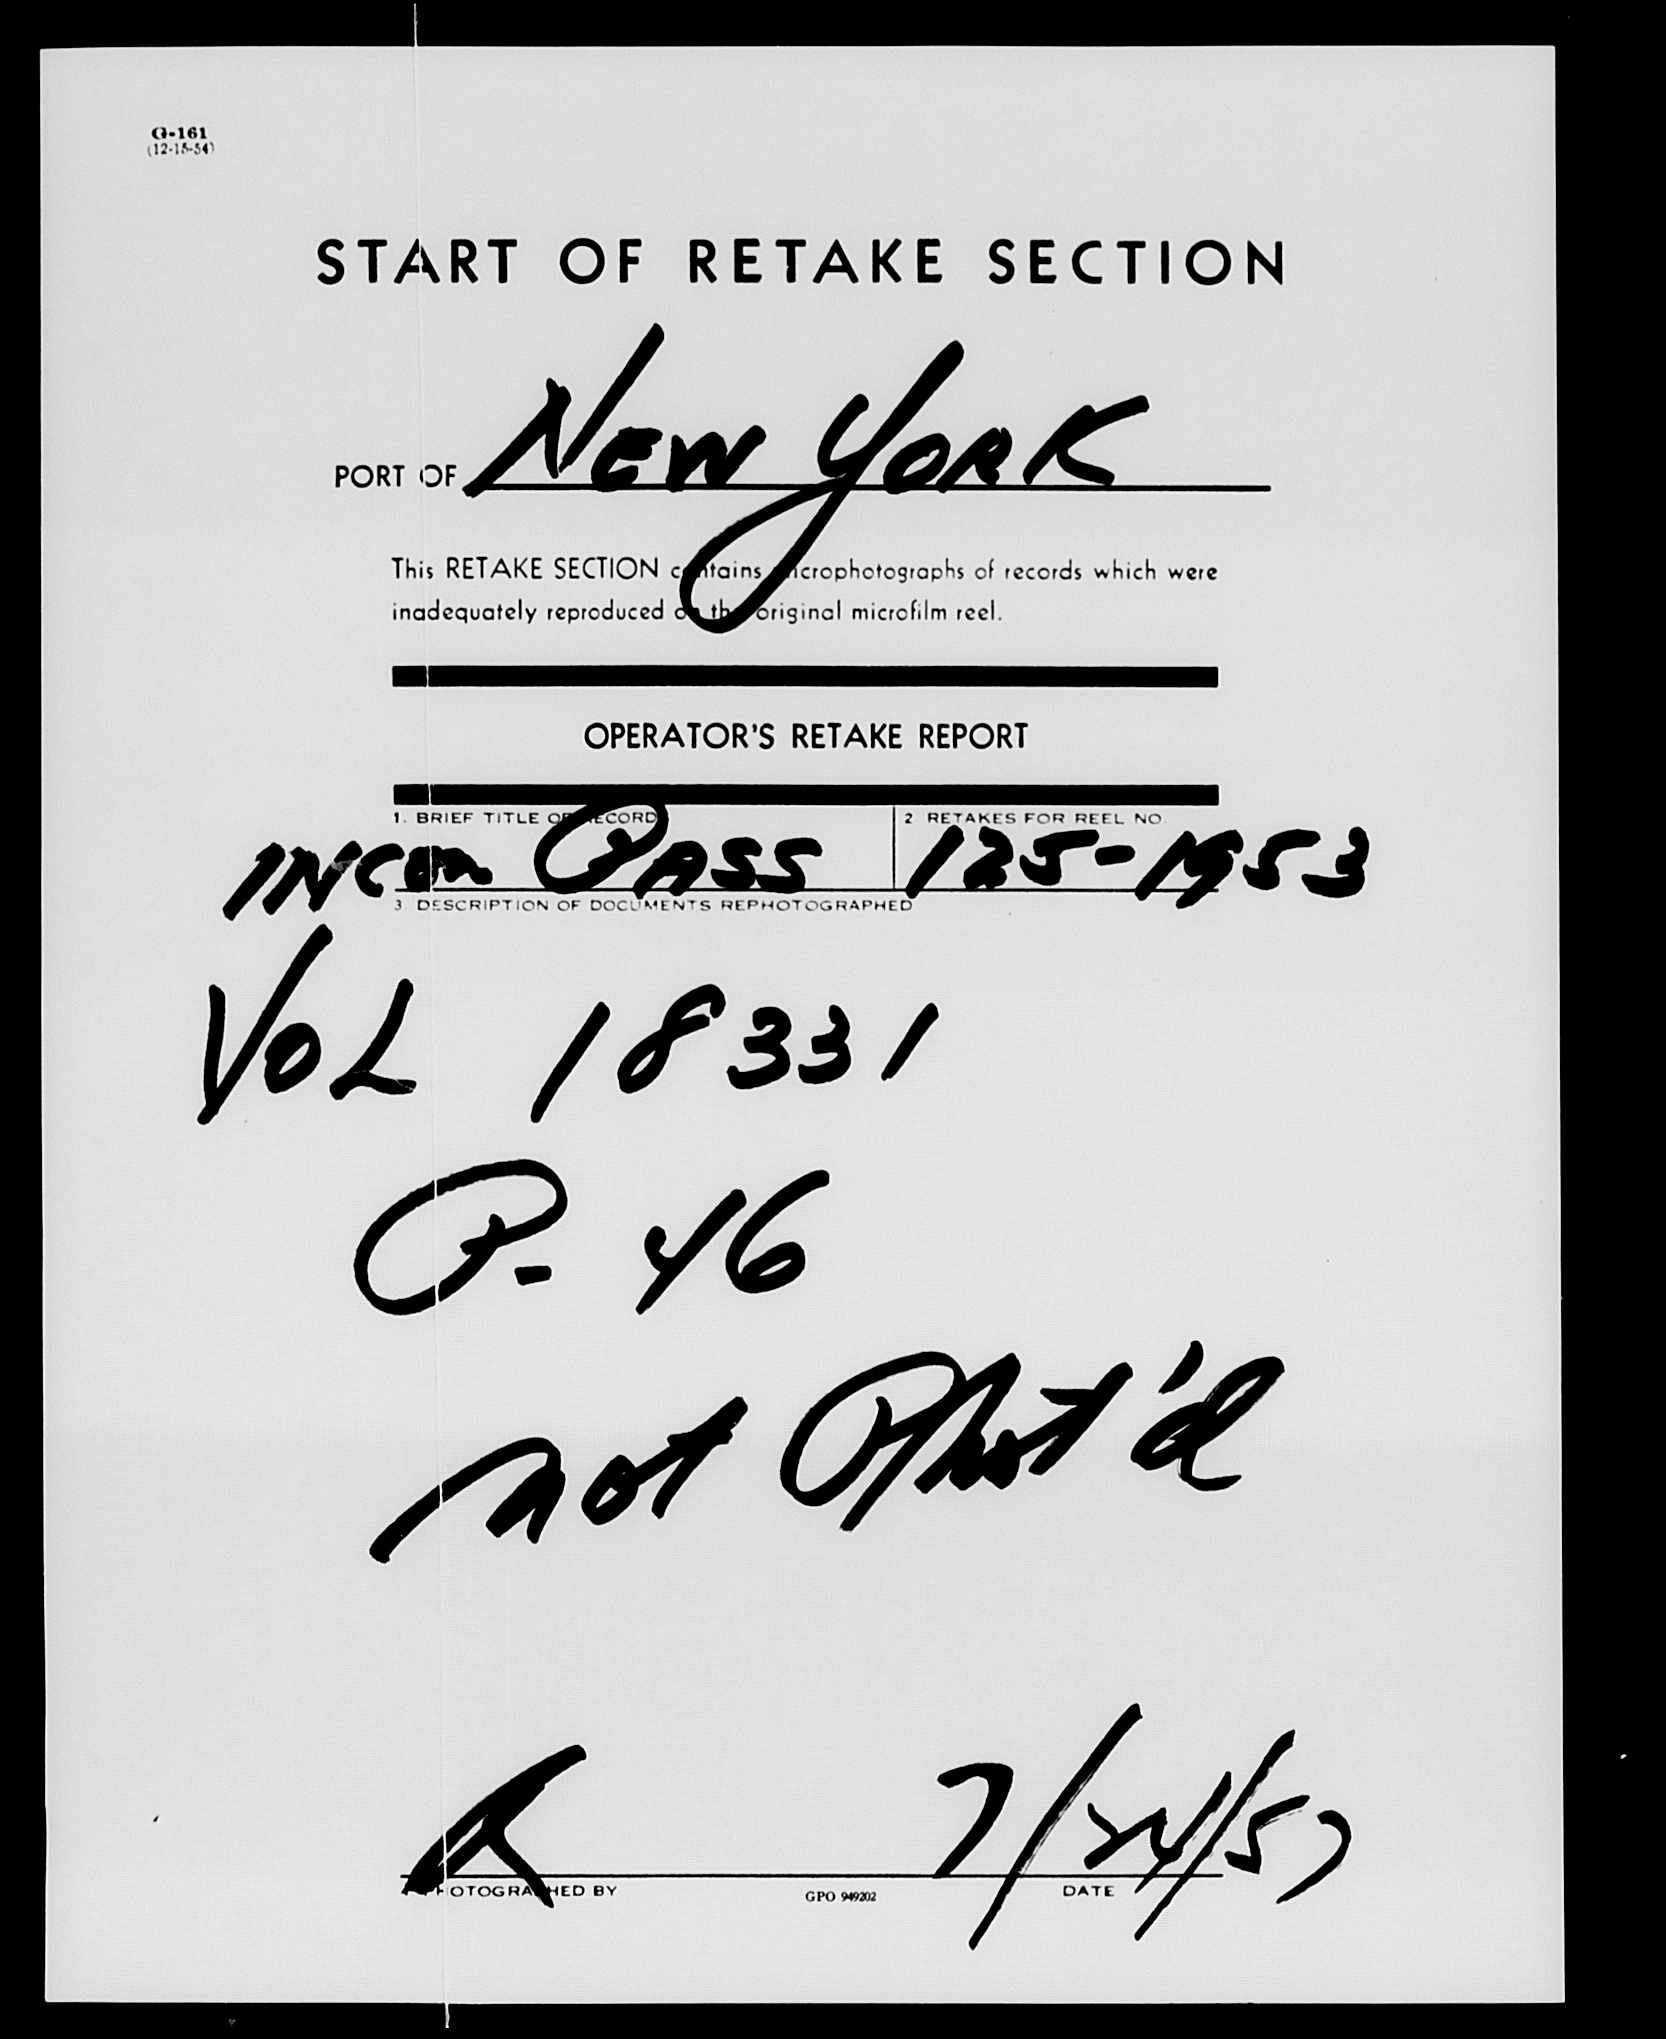 G-161
(12-15-54)
START OF RETAKE SECTION
PORT OF NEW YORK
This RETAKE SECTION contains microphotographs of records which were
inadequately reproduced on the original microfilm reel.
OPERATOR'S RETAKE REPORT
1. BRIEF TITLE OF RECORD
2 RETAKES FOR REEL NO.
INCOM PASS 125-1953
3 DESCRIPTION OF DOCUMENTS REPHOTOGRAPHED
VOL 18331
P- 46
not Phot'd
7/24/57
PHOTOGRAPHED BY
GPO 949202
DATE